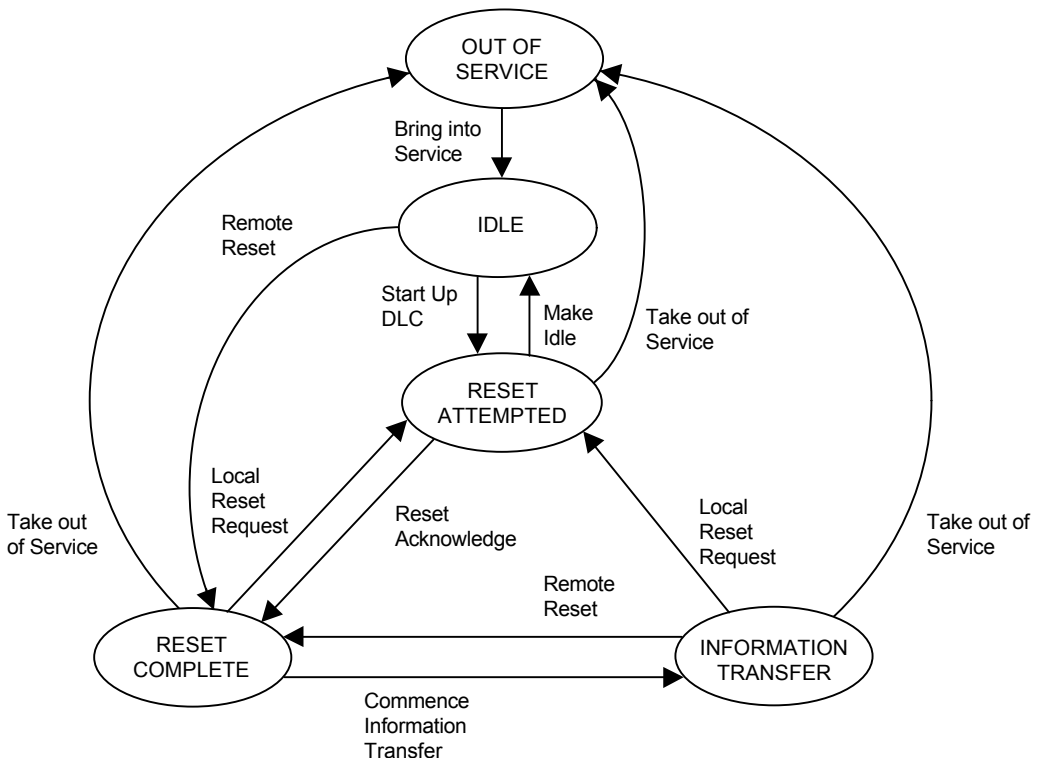 OUT OF
SERVICE
Bring into
Service
Remote
Reset
IDLE
Start Up
DLC
Make
Idle
Take out of
Service
RESET
ATTEMPTED
Local
Reset
Request
Reset
Acknowledge
Local
Reset
Request
Take out
of Service
Take out of
Service
Remote
Reset
RESET
COMPLETE
INFORMATION
TRANSFER
Commence
Information
Transfer